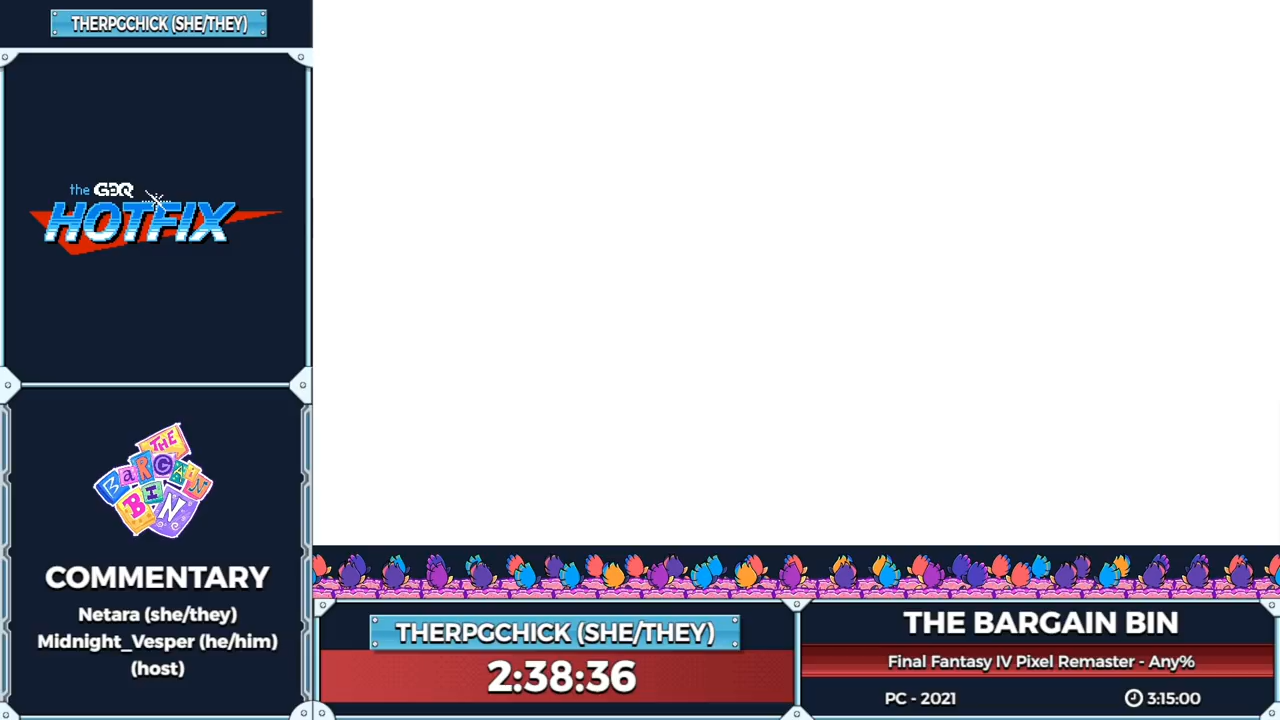 THERPGCHICK (SHE/THEY)
the GDQ
HOTFIX
THE
BARGAIN
BIN
COMMENTARY
Netara (she/they)
Midnight_Vesper (he/him)
(host)
THERPGCHICK (SHE/THEY)
2:38:36
THE BARGAIN BIN
Final Fantasy IV Pixel Remaster - Any%
PC - 2021
3:15:00